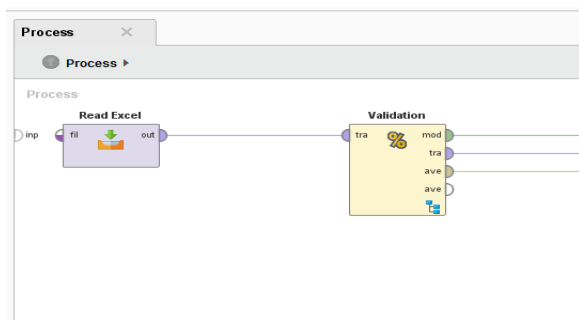 Process
Process
Process
Read Excel
Validation
inp
fil
out
tra
%
mod
tra
ave
ave